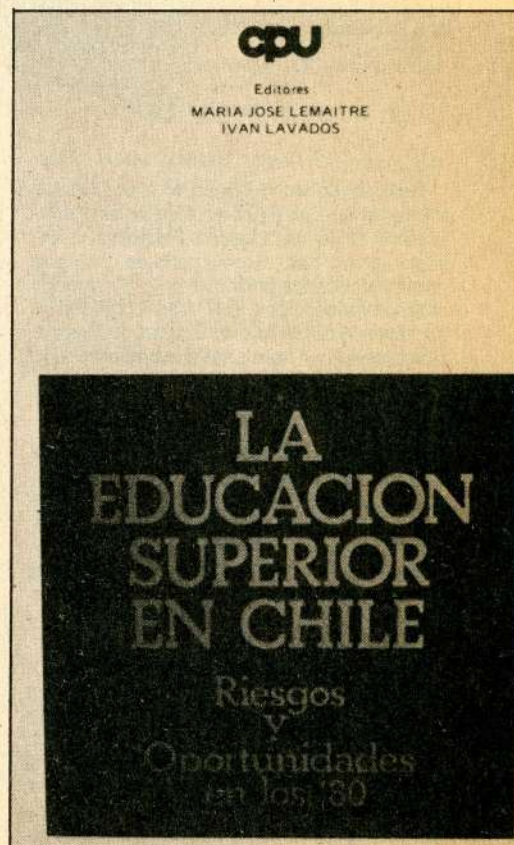 cpu
Editores
MARIA JOSE LEMAITRE
IVAN LAVADOS
LA
EDUCACION
SUPERIOR
EN CHILE
Riesgos
y
Oportunidades
en los '80